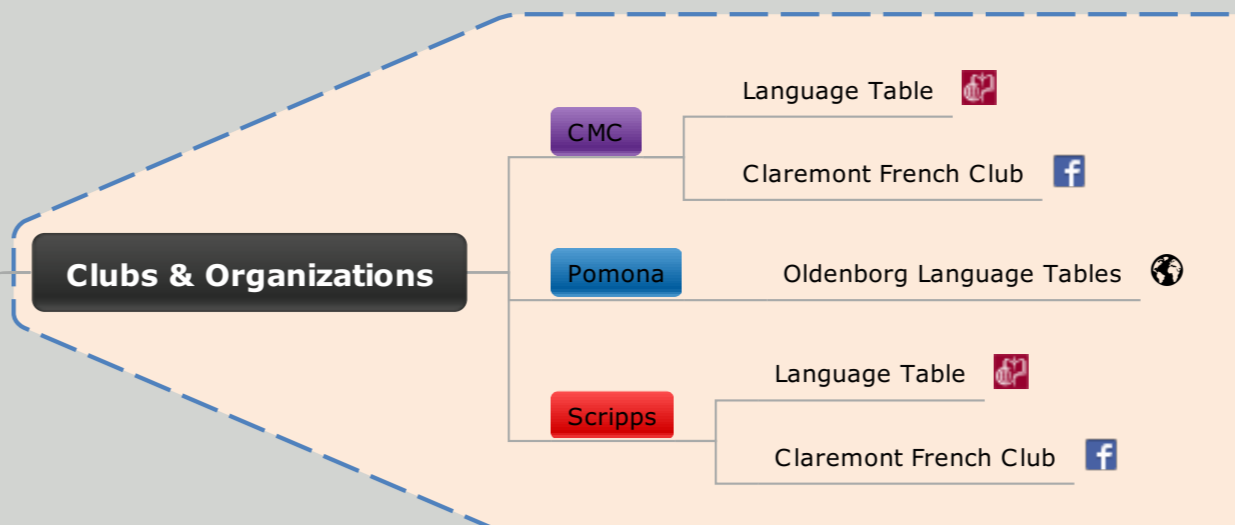 Clubs & Organizations
CMC
Language Table
Claremont French Club
Pomona
Oldenborg Language Tables
Scripps
Language Table
Claremont French Club